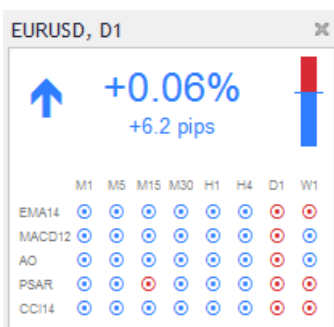 EURUSD, D1
+0.06%
+6.2 pips
M1 M5 M15 M30 H1 H4 D1 W1
EMA14
MACD12
AO
PSAR
CCI14